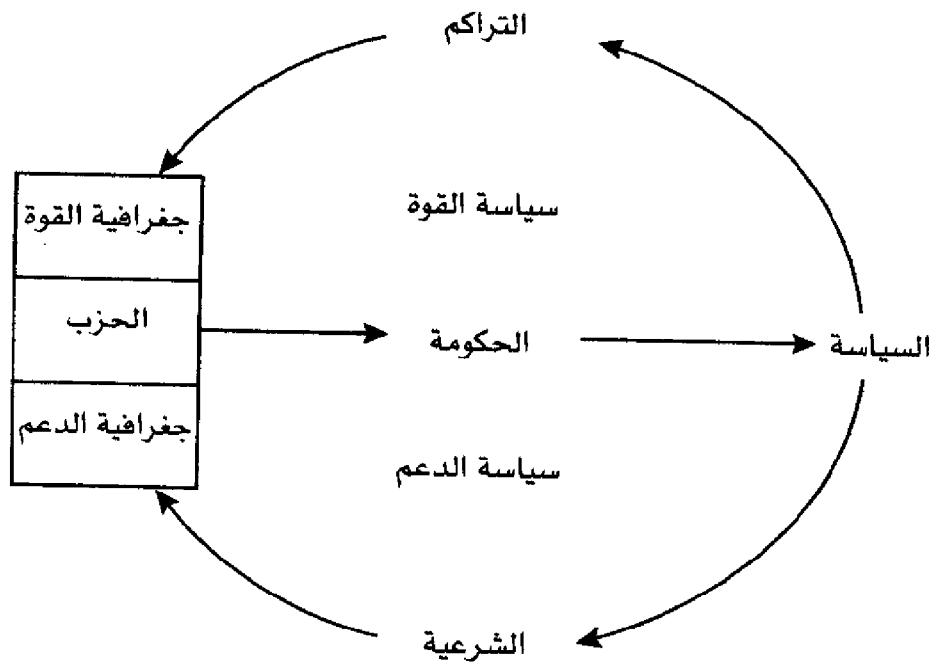 التراكم
سياسة القوة
جغرافية القوة
الحزب
الحكومة
السياسة
جغرافية الدعم
سياسة الدعم
الشرعية